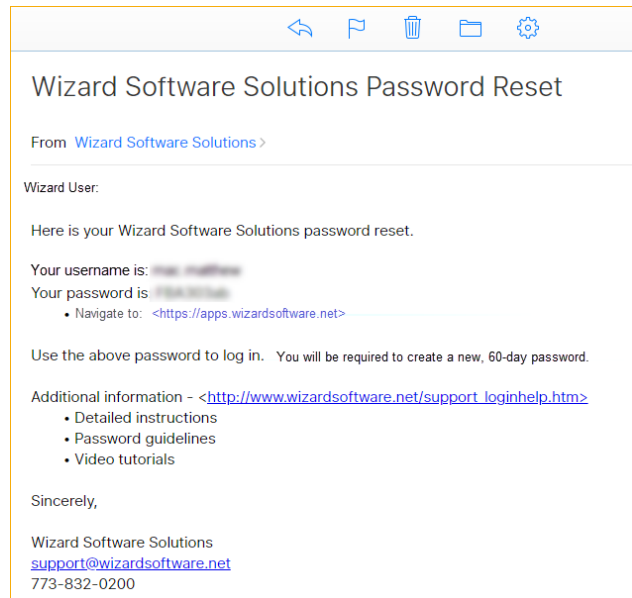 Wizard Software Solutions Password Reset
From Wizard Software Solutions >
Wizard User:
Here is your Wizard Software Solutions password reset.
Your username is:
Your password is
• Navigate to: <https://apps.wizardsoftware.net>
Use the above password to log in. You will be required to create a new, 60-day password.
Additional information - <http://www.wizardsoftware.net/support_loginhelp.htm>
• Detailed instructions
• Password guidelines
• Video tutorials
Sincerely,
Wizard Software Solutions
support@wizardsoftware.net
773-832-0200